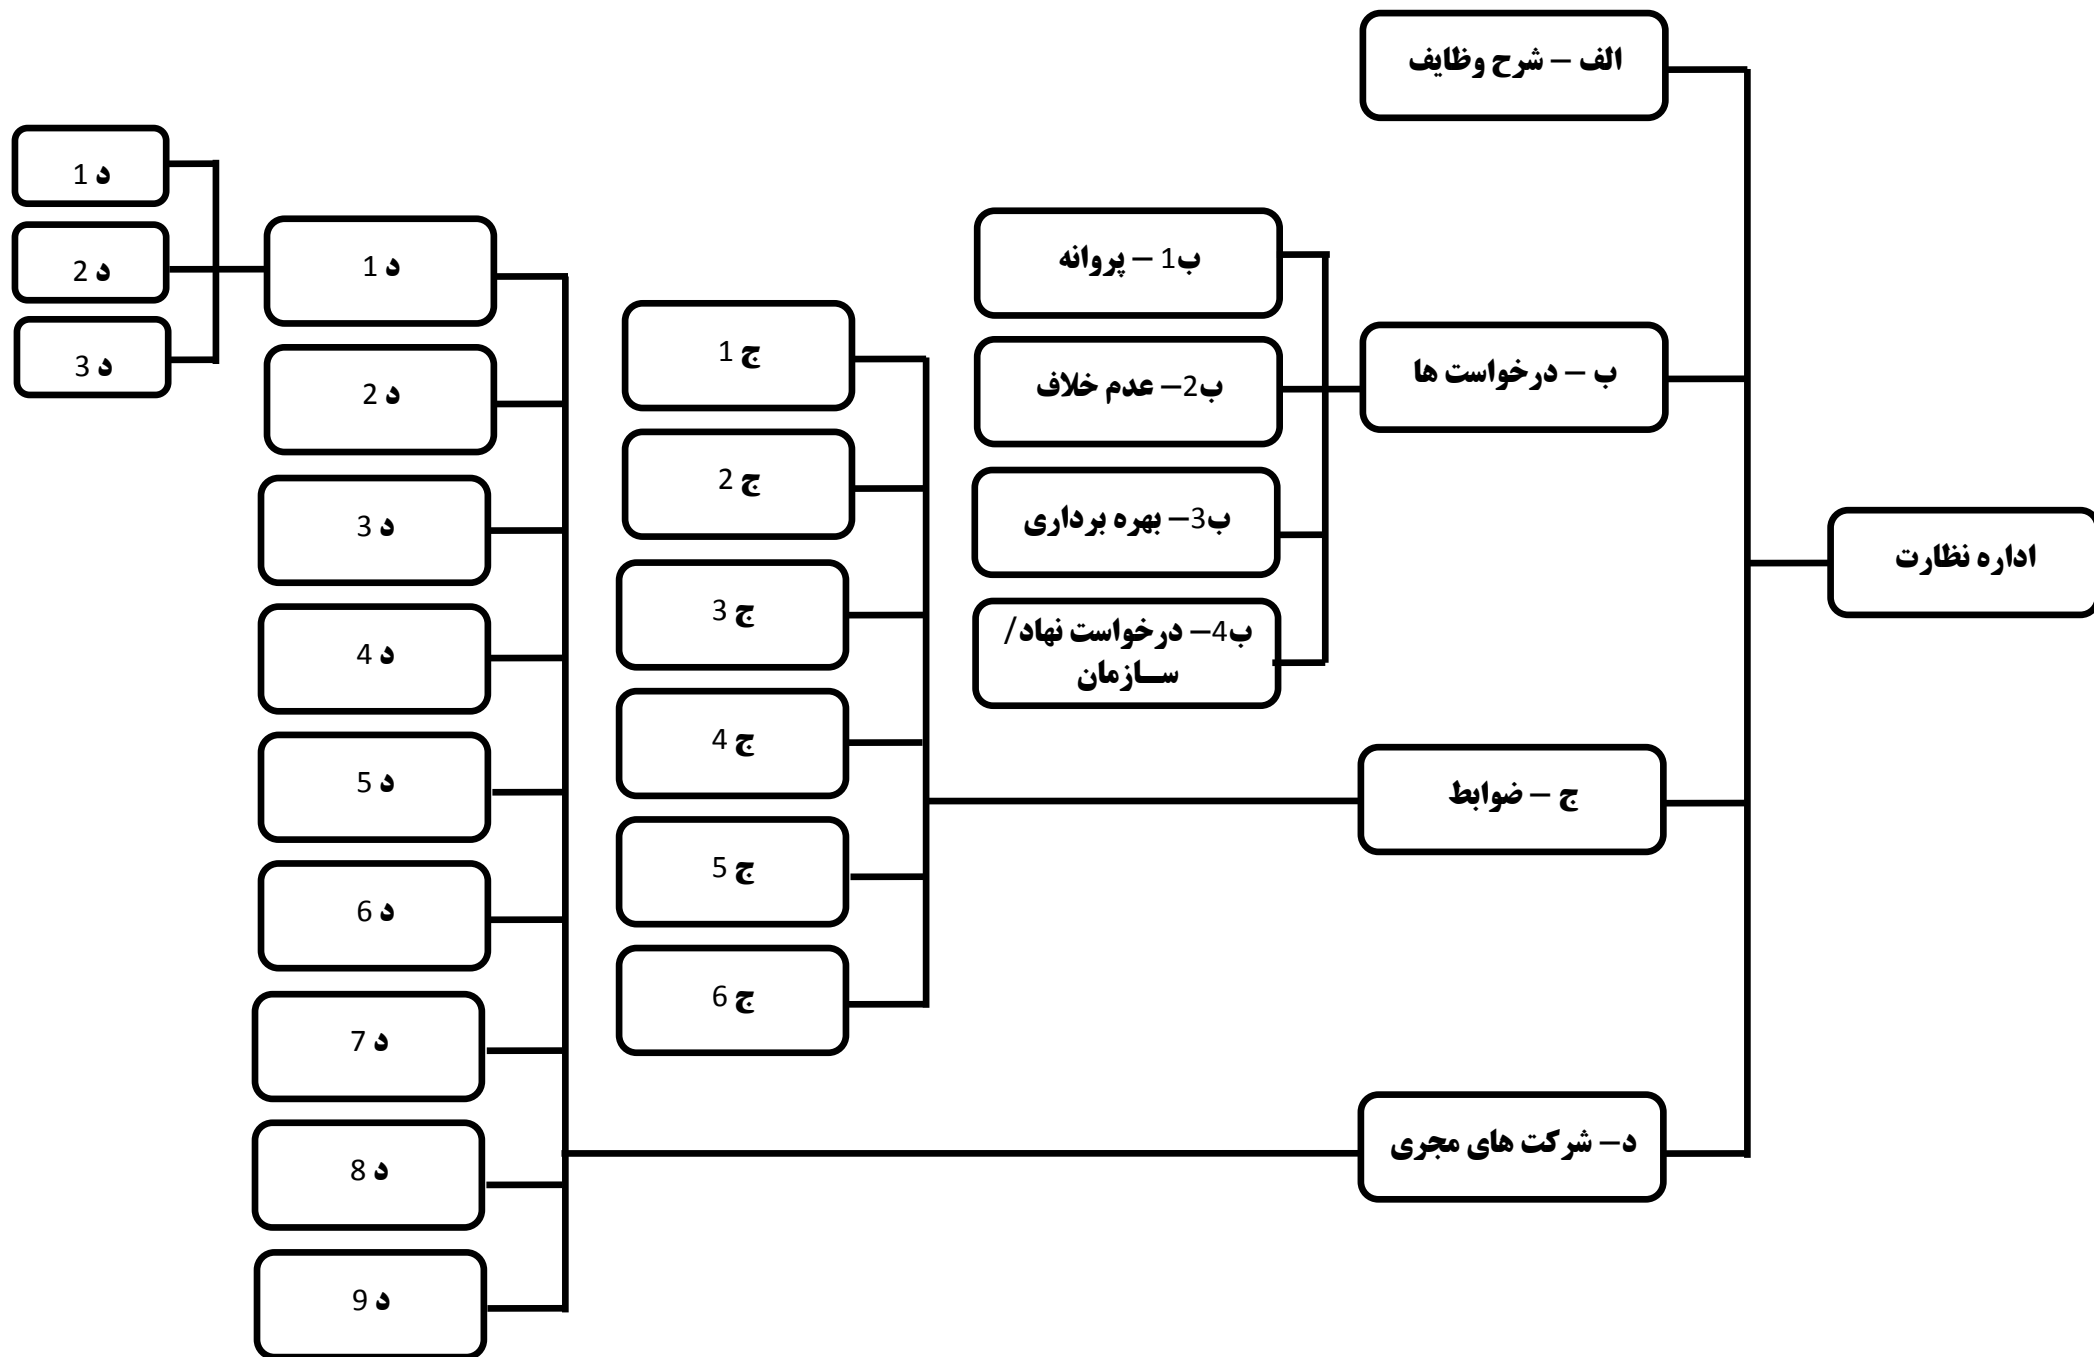 اداره نظارت
الف – شرح وظایف
ب – درخواست ها
ب1 – پروانه
ب2– عدم خلاف
ب3– بهره برداری
ب4– درخواست نهاد/
ســازمان
ج – ضوابط
ج 1
ج 2
ج 3
ج 4
ج 5
ج 6
د– شرکت های مجری
د 1
د 2
د 3
د 4
د 5
د 6
د 7
د 8
د 9
د 1
د 2
د 3